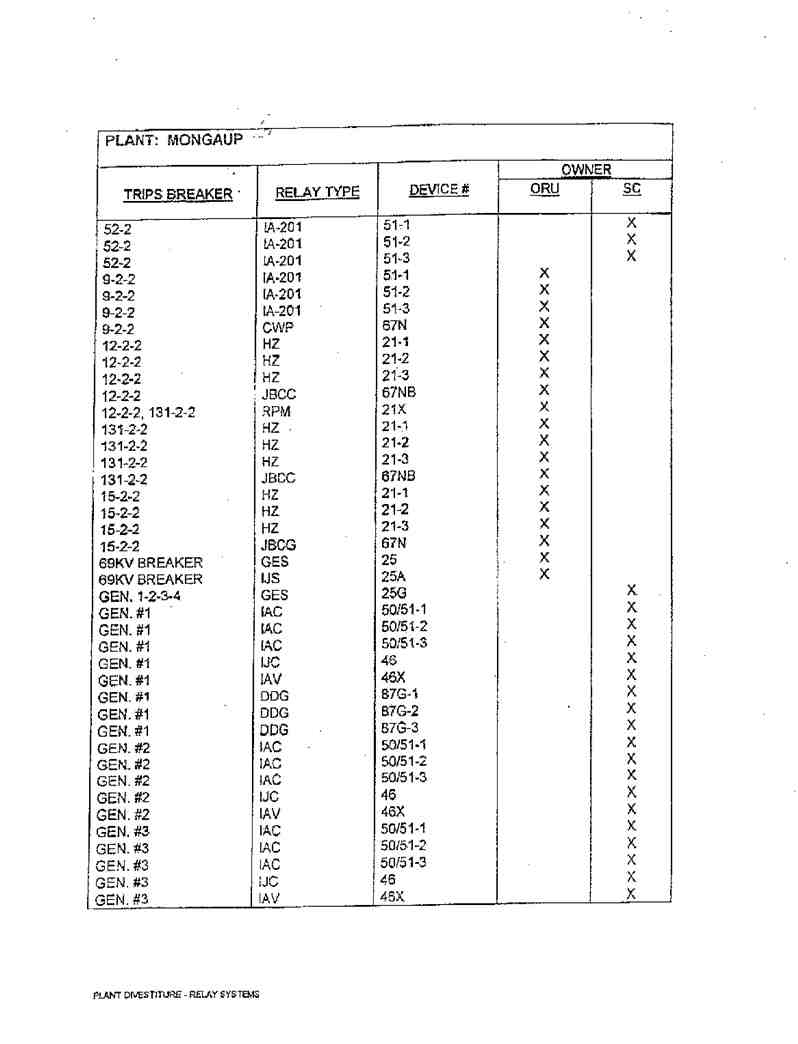 PLANT: MONGAUP
OWNER
TRIPS BREAKER RELAY TYPE DEVICE # ORU SC
52-2 IA-201 51-1 X
52-2 IA-201 51-2 X
52-2 IA-201 51-3 X
9-2-2 IA-201 51-1 X
9-2-2 IA-201 51-2 X
9-2-2 IA-201 51-3 X
9-2-2 CWP 67N X
12-2-2 HZ 21-1 X
12-2-2 HZ 21-2 X
12-2-2 HZ 21-3 X
12-2-2 JBCC 67NB X
12-2-2, 131-2-2 RPM 21X X
131-2-2 HZ 21-1 X
131-2-2 HZ 21-2 X
131-2-2 HZ 21-3 X
131-2-2 JBCC 67NB X
15-2-2 HZ 21-1 X
15-2-2 HZ 21-2 X
15-2-2 HZ 21-3 X
15-2-2 JBCG 67N X
69KV BREAKER GES 25 X
69KV BREAKER IJS 25A X
GEN. 1-2-3-4 GES 25G X
GEN. #1 IAC 50/51-1 X
GEN. #1 IAC 50/51-2 X
GEN. #1 IAC 50/51-3 X
GEN. #1 IJC 46 X
GEN. #1 IAV 46X X
GEN. #1 DDG 87G-1 X
GEN. #1 DDG 87G-2 X
GEN. #1 DDG 87G-3 X
GEN. #2 IAC 50/51-1 X
GEN. #2 IAC 50/51-2 X
GEN. #2 IAC 50/51-3 X
GEN. #2 IJC 46 X
GEN. #2 IAV 46X X
GEN. #3 IAC 50/51-1 X
GEN. #3 IAC 50/51-2 X
GEN. #3 IAC 50/51-3 X
GEN. #3 IJC 46 X
GEN. #3 IAV 46X X
PLANT DIVESTITURE - RELAY SYSTEMS